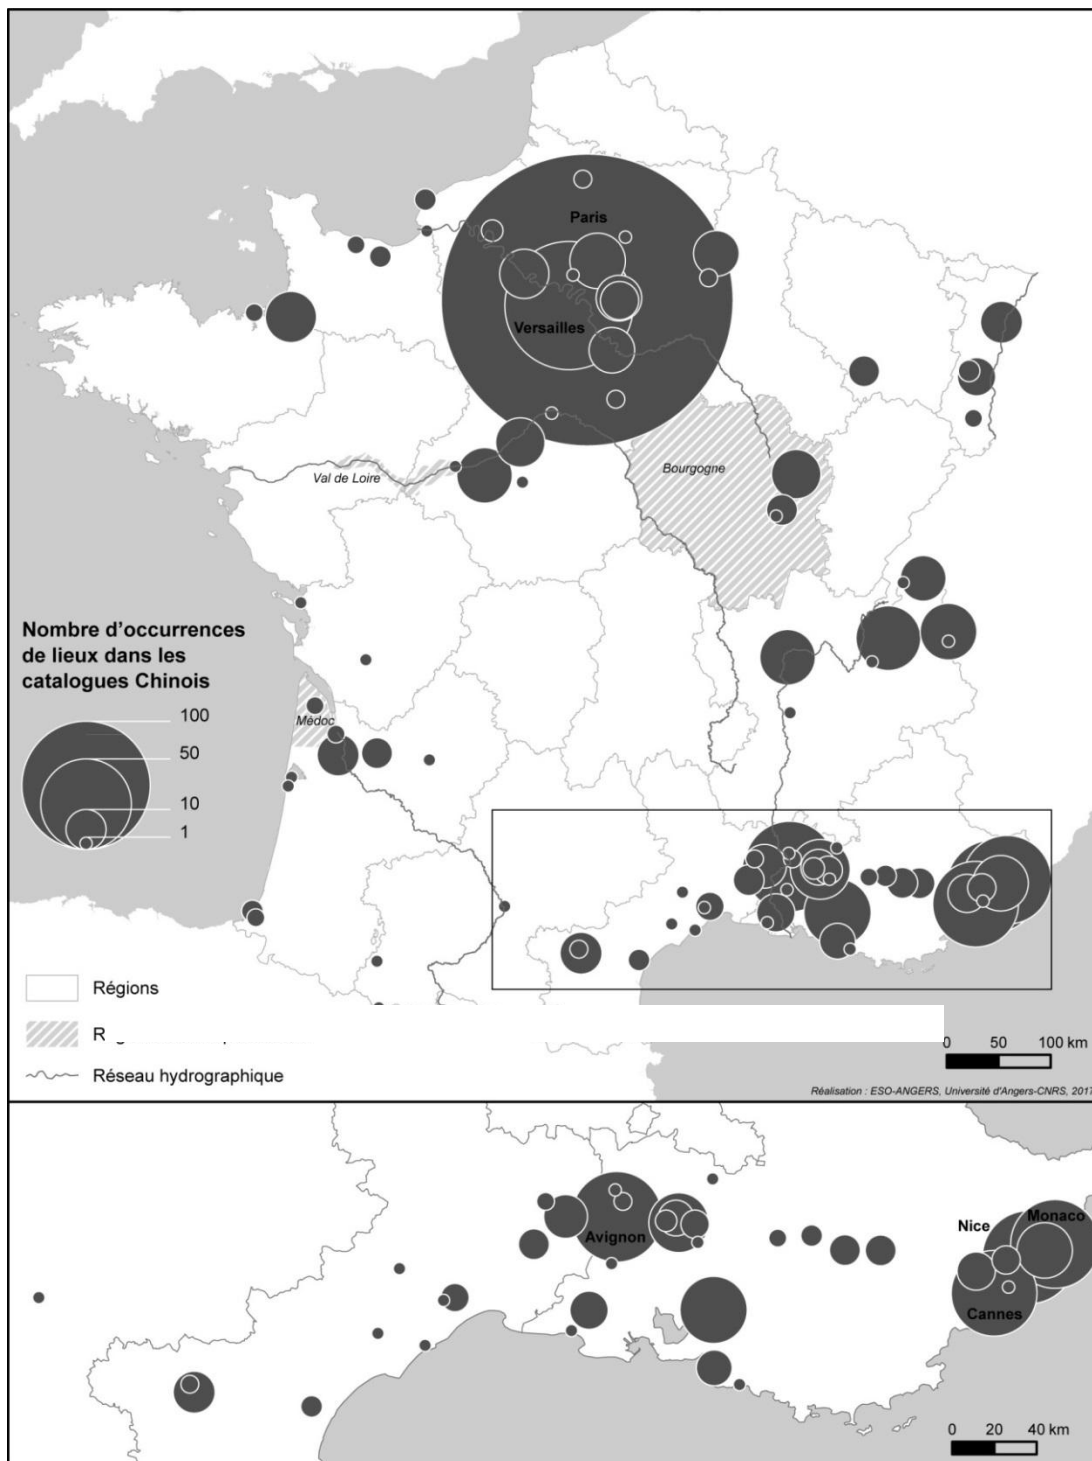 Paris
Versailles
Val de Loire
Bourgogne
Nombre d’occurrences
de lieux dans les
catalogues Chinois
100
50
10
1
Médoc
Régions
Réseau hydrographique
0 50 100 km
Réalisation : ESO-ANGERS, Université d'Angers-CNRS, 2017
Avignon
Nice
Monaco
Cannes
0 20 40 km